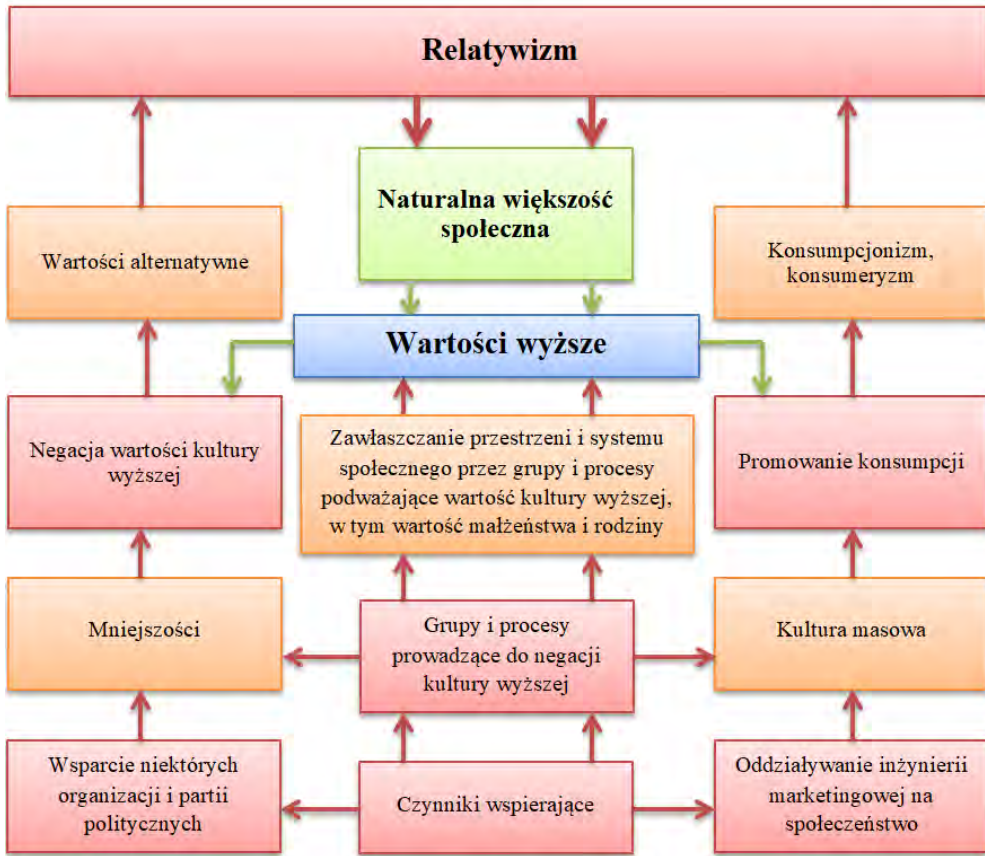 Relatywizm
Naturalna większość
społeczna
Wartości alternatywne
Konsumpcjonizm,
konsumeryzm
Wartości wyższe
Negacja wartości kultury
wyższej
Zawłaszczanie przestrzeni i systemu
społecznego przez grupy i procesy
podważające wartość kultury wyższej,
w tym wartość małżeństwa i rodziny
Promowanie konsumpcji
Mniejszości
Grupy i procesy
prowadzące do negacji
kultury wyższej
Kultura masowa
Wsparcie niektórych
organizacji i partii
politycznych
Czynniki wspierające
Oddziaływanie inżynierii
marketingowej na
społeczeństwo